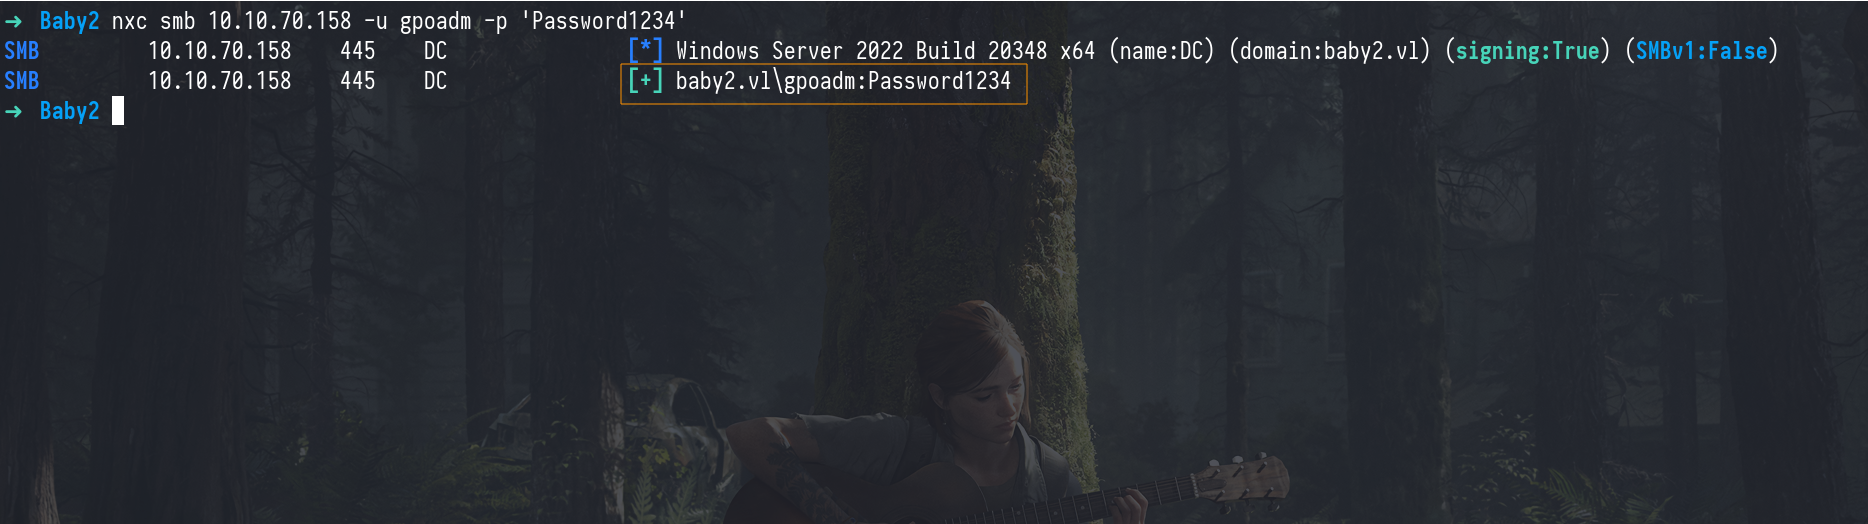 ➜ Baby2 nxc smb 10.10.70.158 -u gpoadm -p 'Password1234'
SMB 10.10.70.158 445 DC [*] Windows Server 2022 Build 20348 x64 (name:DC) (domain:baby2.vl) (signing:True) (SMBv1:False)
SMB 10.10.70.158 445 DC [+] baby2.vl\gpoadm:Password1234
➜ Baby2